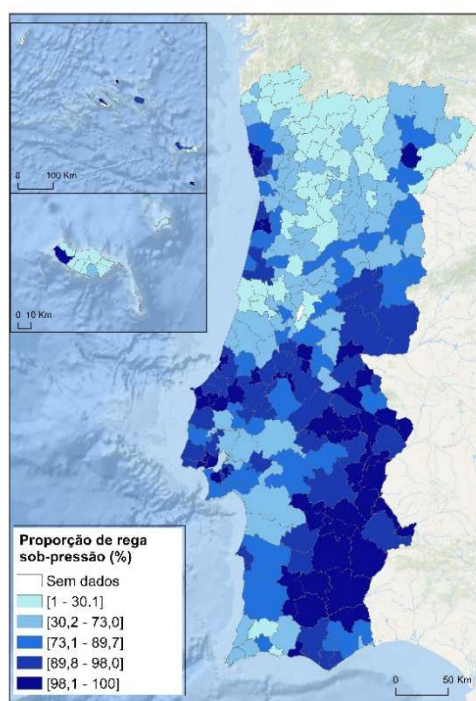 0 100 Km
0 10 Km
Proporção de rega
sob-pressão (%)
Sem dados
[1 - 30.1]
[30,2 - 73,0]
[73,1 - 89,7]
[89,8 - 98,0]
[98,1 - 100]
0 50 Km